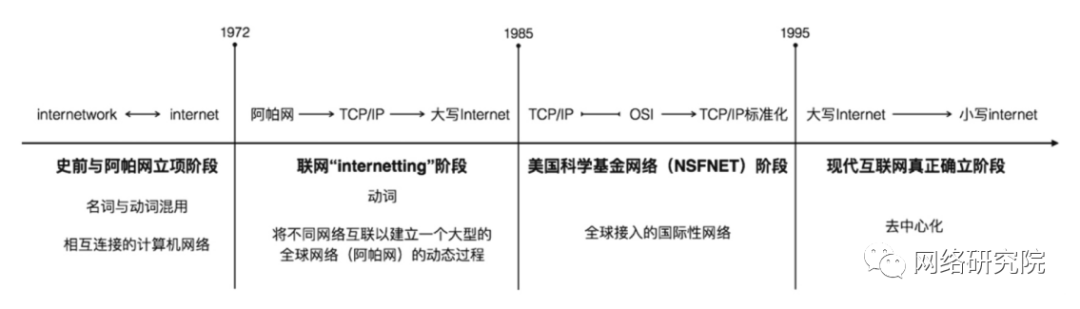 1972
1985
1995
internetwork ⟷ internet
阿帕网 → TCP/IP → 大写Internet
TCP/IP ⟼ OSI → TCP/IP标准化
大写Internet → 小写internet
史前与阿帕网立项阶段
联网“internetting”阶段
美国科学基金网络（NSFNET）阶段
现代互联网真正确立阶段
名词与动词混用
相互连接的计算机网络
动词
将不同网络互联以建立一个大型的
全球网络（阿帕网）的动态过程
全球接入的国际性网络
去中心化
网络研究院